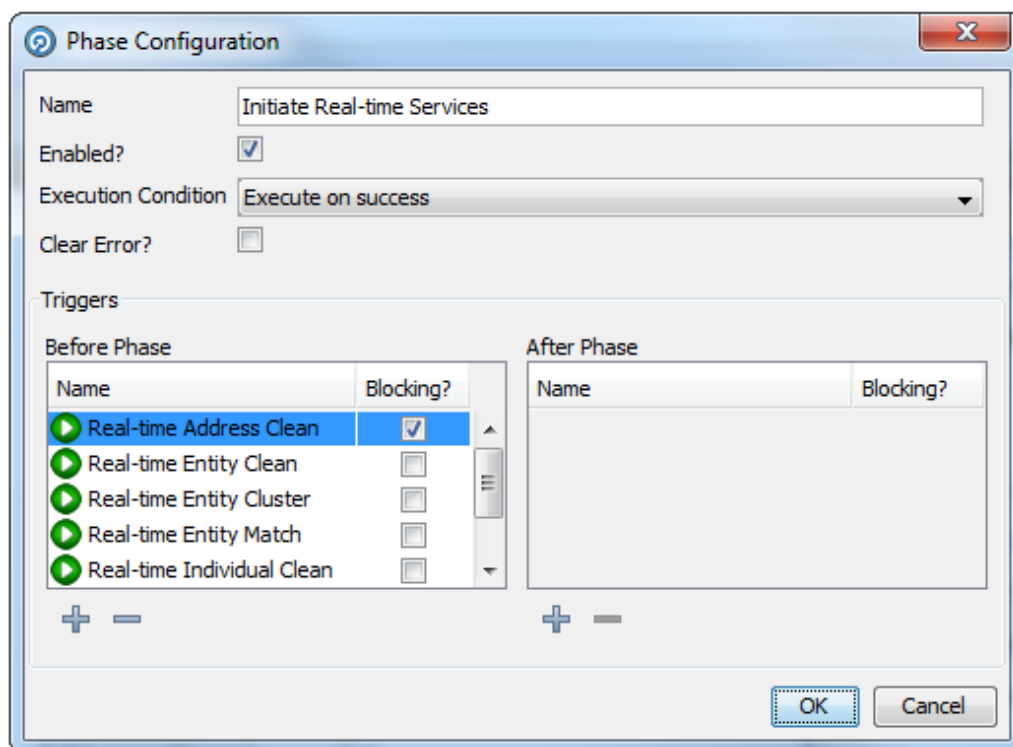 Phase Configuration
Name Initiate Real-time Services
Enabled?
Execution Condition Execute on success
Clear Error?
Triggers
Before Phase
Name Blocking?
Real-time Address Clean
Real-time Entity Clean
Real-time Entity Cluster
Real-time Entity Match
Real-time Individual Clean
After Phase
Name Blocking?
OK Cancel